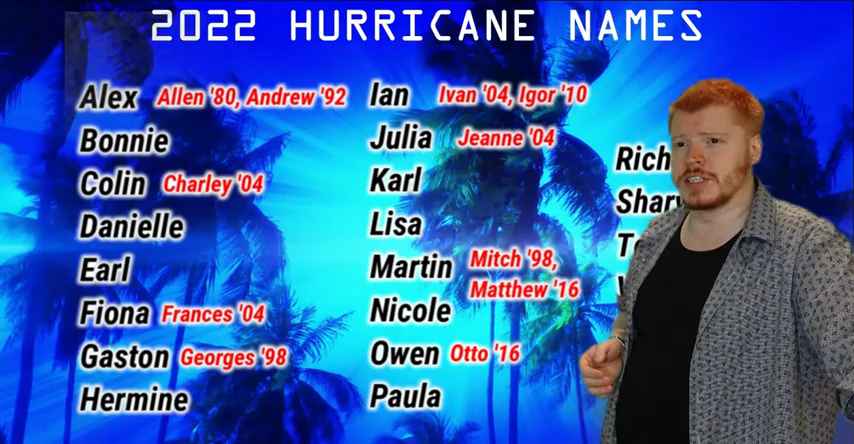 2022 HURRICANE NAMES
Alex Allen '80, Andrew '92
Bonnie
Colin Charley '04
Danielle
Earl
Fiona Frances '04
Gaston Georges '98
Hermine
Ian Ivan '04, Igor '10
Julia Jeanne '04
Karl
Lisa
Martin Mitch '98,
Matthew '16
Nicole
Owen Otto '16
Paula
Rich